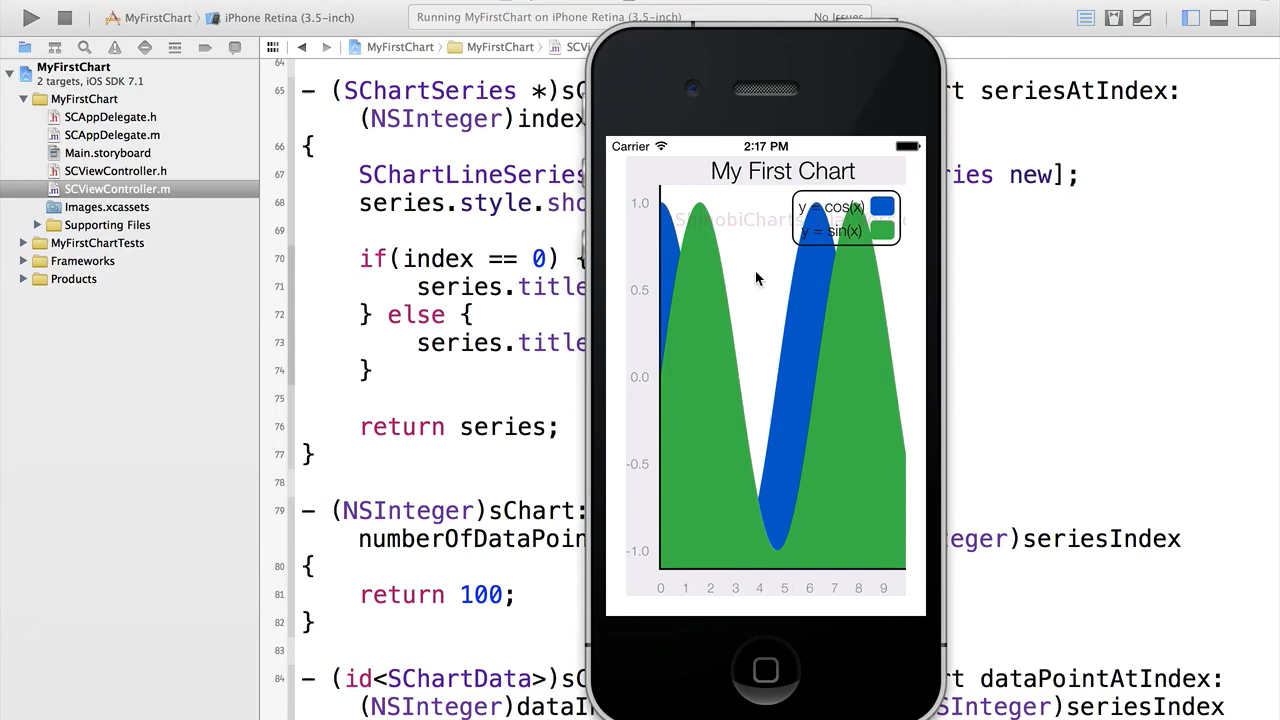 MyFirstChart
iPhone Retina (3.5-inch)
Running MyFirstChart on iPhone Retina (3.5-inch)
No Issues
MyFirstChart
MyFirstChart
MyFirstChart
2 targets, iOS SDK 7.1
MyFirstChart
SCAppDelegate.h
SCAppDelegate.m
Main.storyboard
SCViewController.h
SCViewController.m
Images.xcassets
Supporting Files
MyFirstChartTests
Frameworks
Products
64
65 - (SChartSeries *)sC rt seriesAtIndex:
(NSInteger)index
66 {
67 SChartLineSeries ies new];
68 series.style.sho
69
70 if(index == 0) {
71 series.title
72 } else {
73 series.title
74 }
75
76 return series;
77 }
78
79 - (NSInteger)sChart:
numberOfDataPoin eger)seriesIndex
80 {
81 return 100;
82 }
83
84 - (id<SChartData>)sC rt dataPointAtIndex:
(NSInteger)dataI SInteger)seriesIndex
Carrier 2:17 PM
My First Chart
y = cos(x)
y = sin(x)
1.0
0.5
0.0
-0.5
-1.0
0 1 2 3 4 5 6 7 8 9